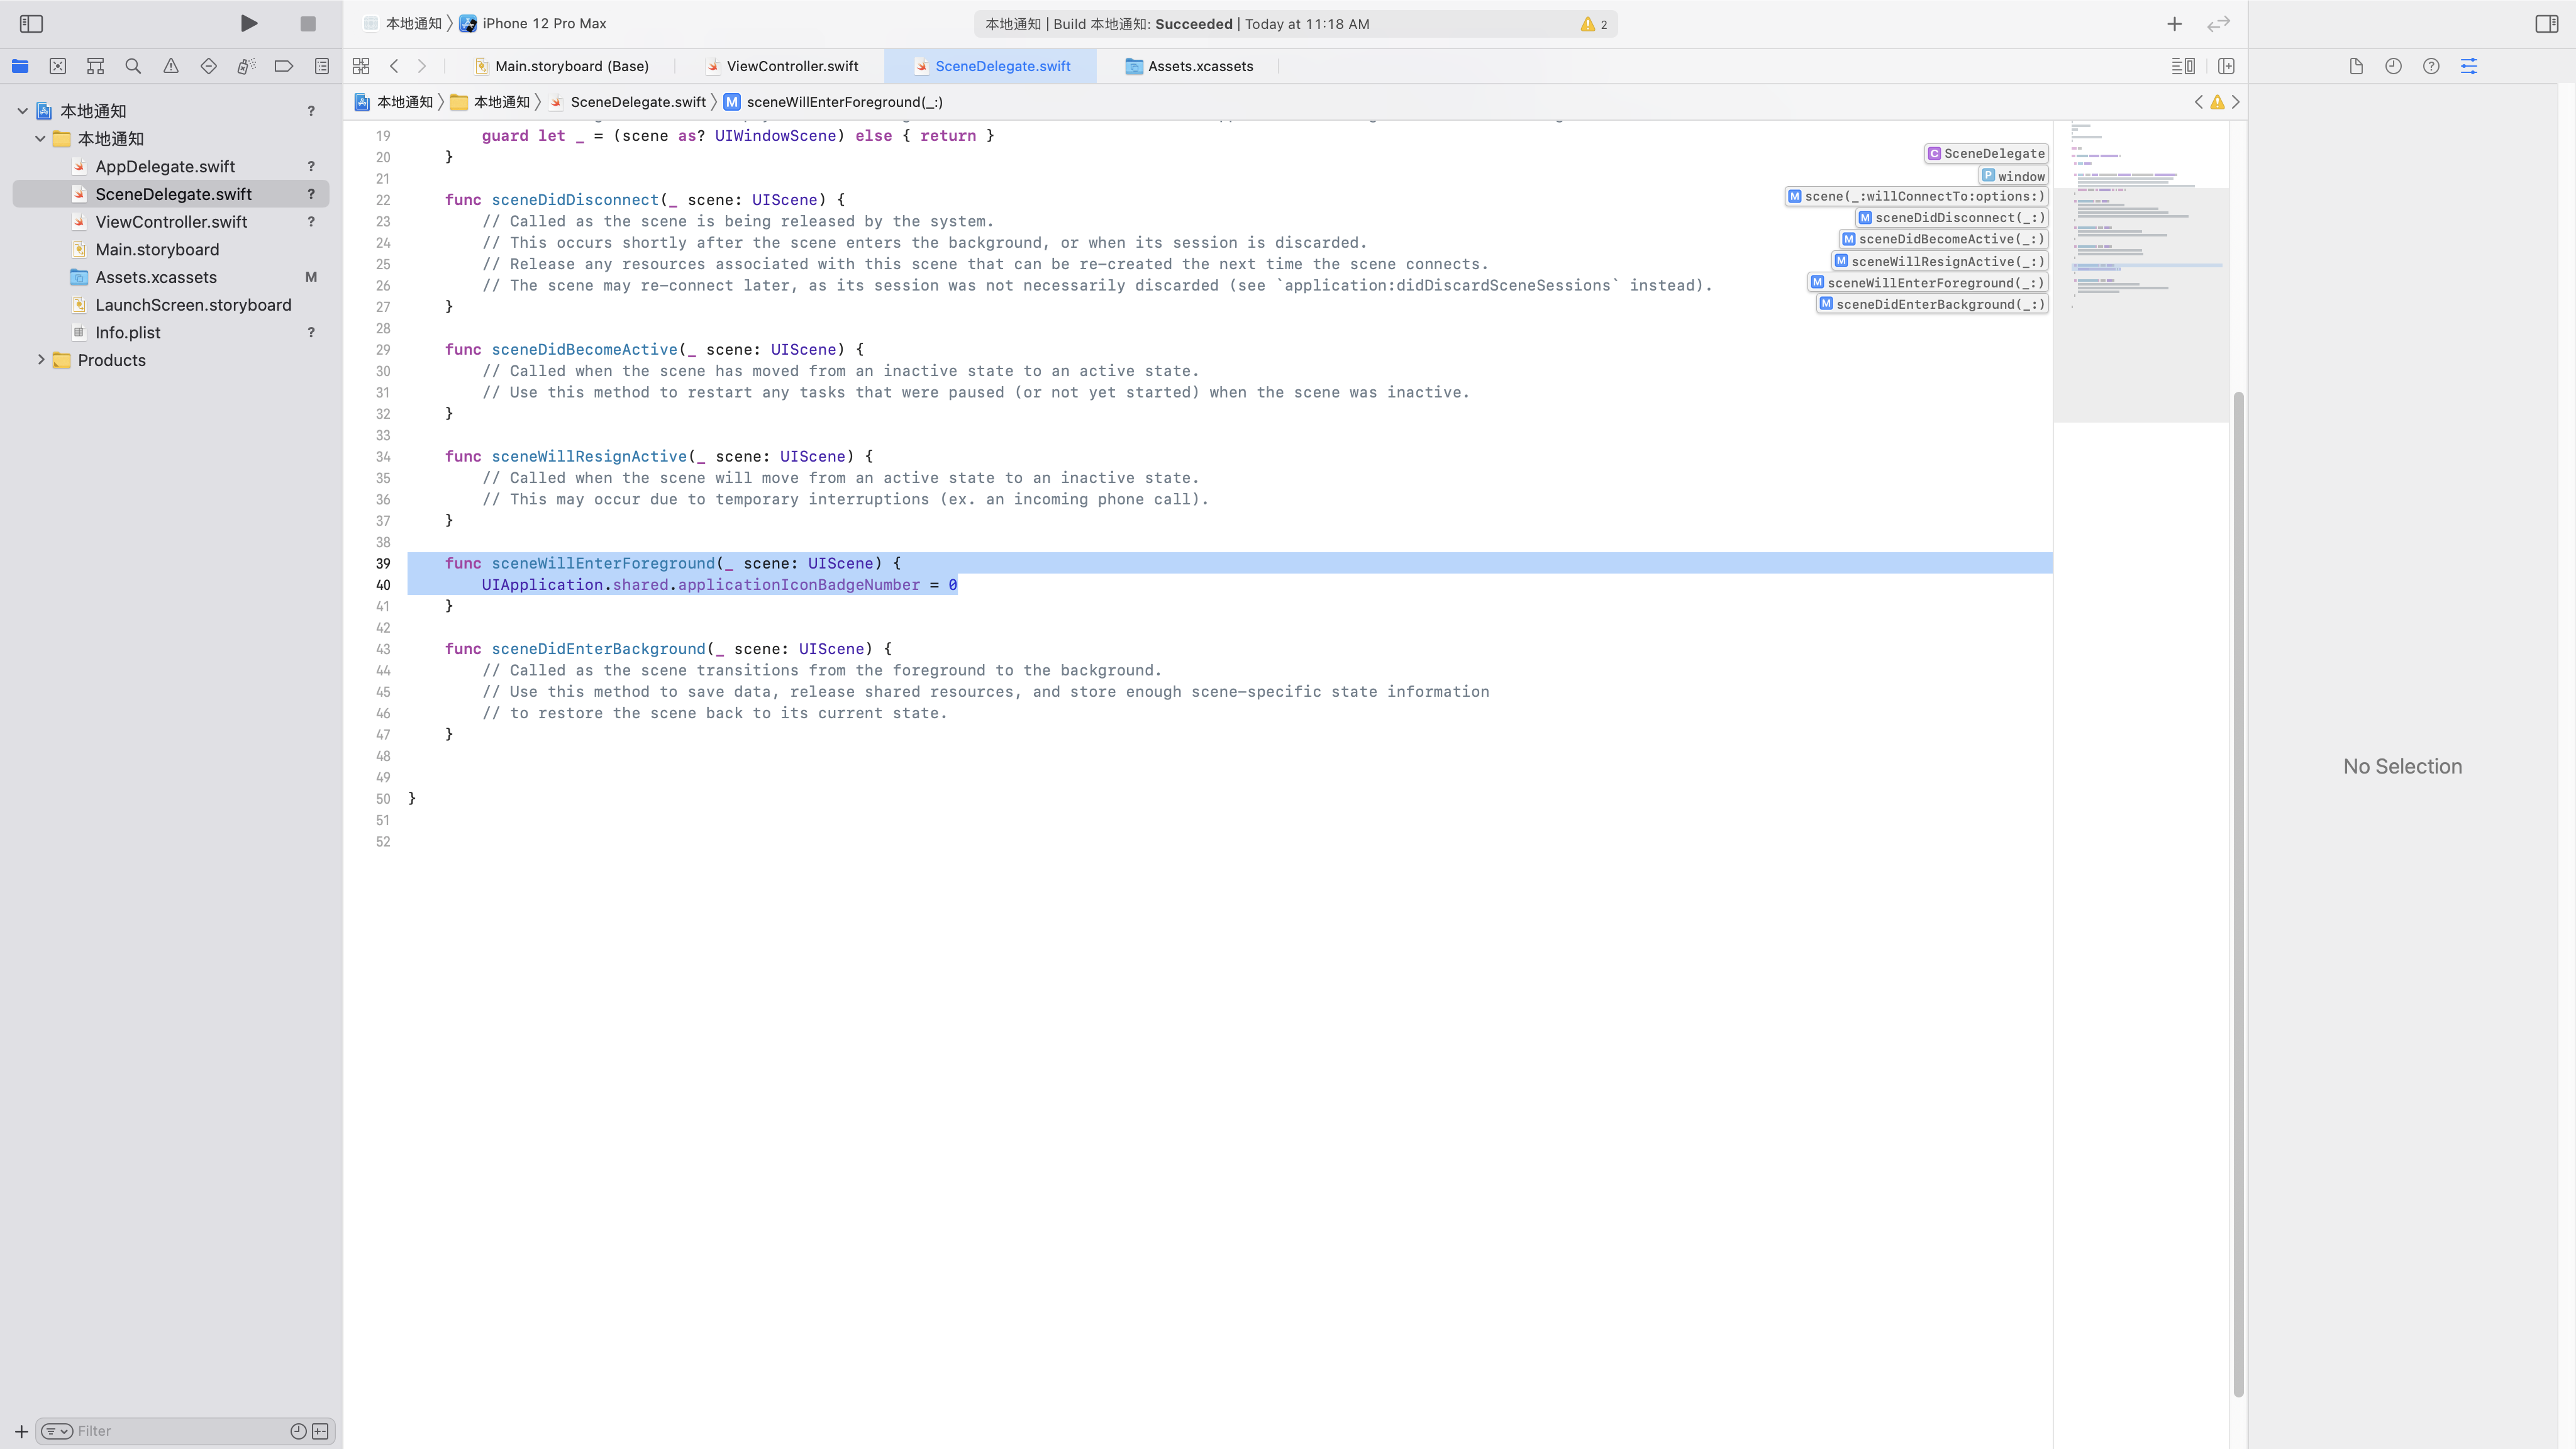 本地通知 〉 iPhone 12 Pro Max
本地通知 | Build 本地通知: Succeeded | Today at 11:18 AM
2
Main.storyboard (Base)
ViewController.swift
SceneDelegate.swift
Assets.xcassets
本地通知 〉 本地通知 〉 SceneDelegate.swift 〉 M sceneWillEnterForeground(_:)
本地通知 ?
本地通知
AppDelegate.swift ?
SceneDelegate.swift ?
ViewController.swift ?
Main.storyboard
Assets.xcassets M
LaunchScreen.storyboard
Info.plist ?
Products
Filter
19         guard let _ = (scene as? UIWindowScene) else { return }
20     }
21
22     func sceneDidDisconnect(_ scene: UIScene) {
23         // Called as the scene is being released by the system.
24         // This occurs shortly after the scene enters the background, or when its session is discarded.
25         // Release any resources associated with this scene that can be re-created the next time the scene connects.
26         // The scene may re-connect later, as its session was not necessarily discarded (see `application:didDiscardSceneSessions` instead).
27     }
28
29     func sceneDidBecomeActive(_ scene: UIScene) {
30         // Called when the scene has moved from an inactive state to an active state.
31         // Use this method to restart any tasks that were paused (or not yet started) when the scene was inactive.
32     }
33
34     func sceneWillResignActive(_ scene: UIScene) {
35         // Called when the scene will move from an active state to an inactive state.
36         // This may occur due to temporary interruptions (ex. an incoming phone call).
37     }
38
39     func sceneWillEnterForeground(_ scene: UIScene) {
40         UIApplication.shared.applicationIconBadgeNumber = 0
41     }
42
43     func sceneDidEnterBackground(_ scene: UIScene) {
44         // Called as the scene transitions from the foreground to the background.
45         // Use this method to save data, release shared resources, and store enough scene-specific state information
46         // to restore the scene back to its current state.
47     }
48
49
50 }
51
52
C SceneDelegate
P window
M scene(_:willConnectTo:options:)
M sceneDidDisconnect(_:)
M sceneDidBecomeActive(_:)
M sceneWillResignActive(_:)
M sceneWillEnterForeground(_:)
M sceneDidEnterBackground(_:)
No Selection